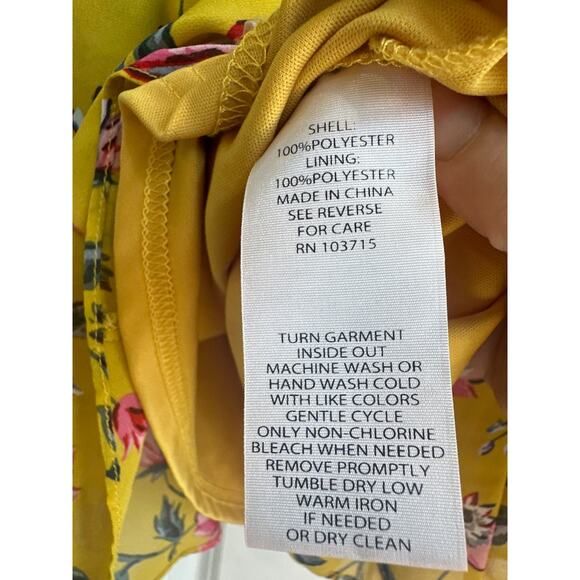 SHELL:
100%POLYESTER
LINING:
100%POLYESTER
MADE IN CHINA
SEE REVERSE
FOR CARE
RN 103715
TURN GARMENT
INSIDE OUT
MACHINE WASH OR
HAND WASH COLD
WITH LIKE COLORS
GENTLE CYCLE
ONLY NON-CHLORINE
BLEACH WHEN NEEDED
REMOVE PROMPTLY
TUMBLE DRY LOW
WARM IRON
IF NEEDED
OR DRY CLEAN